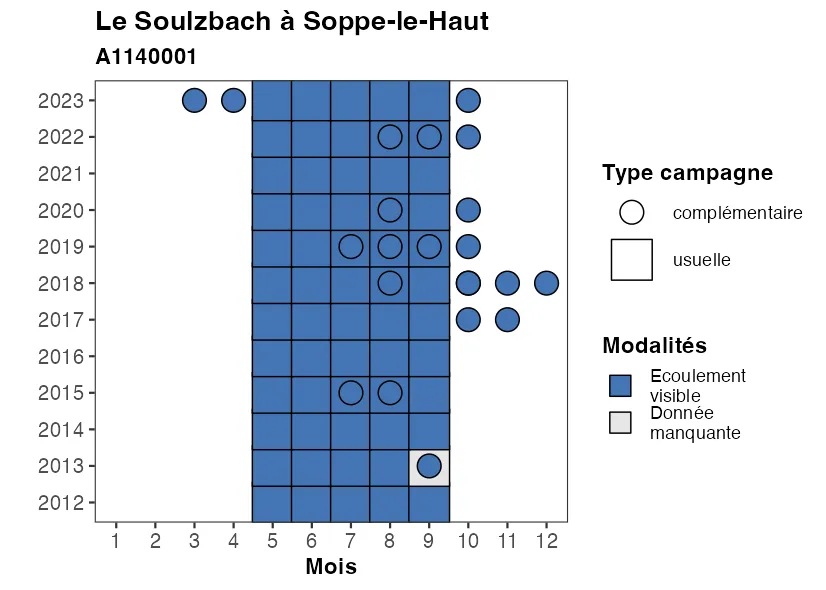 Le Soulzbach à Soppe-le-Haut
A1140001
2023
2022
2021
2020
2019
2018
2017
2016
2015
2014
2013
2012
1 2 3 4 5 6 7 8 9 10 11 12
Mois
Type campagne
complémentaire
usuelle
Modalités
Ecoulement
visible
Donnée
manquante